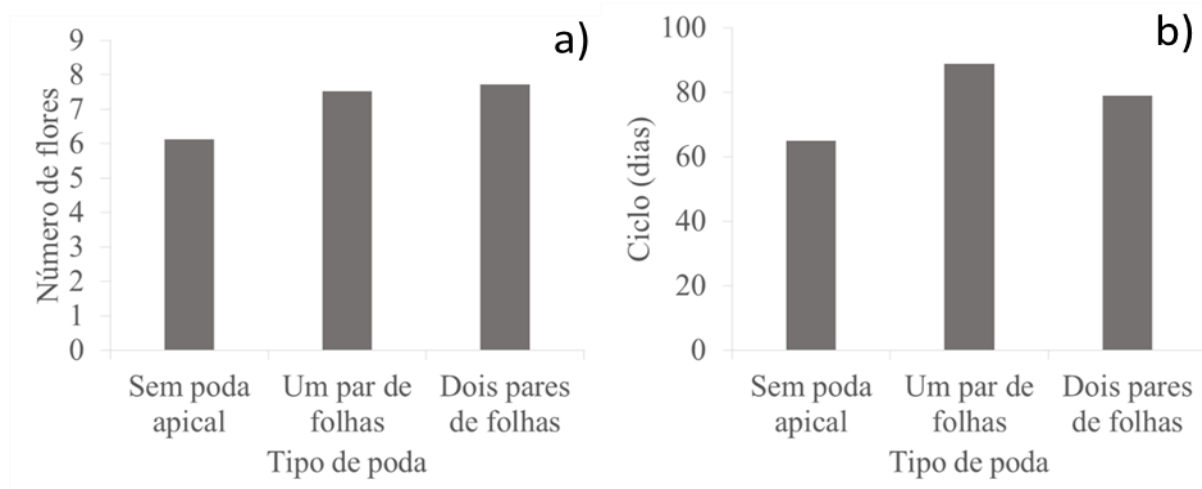 a)
Número de flores
9
8
7
6
5
4
3
2
1
0
Sem poda
apical
Um par de
folhas
Dois pares
de folhas
Tipo de poda
b)
Ciclo (dias)
100
80
60
40
20
0
Sem poda
apical
Um par de
folhas
Dois pares
de folhas
Tipo de poda